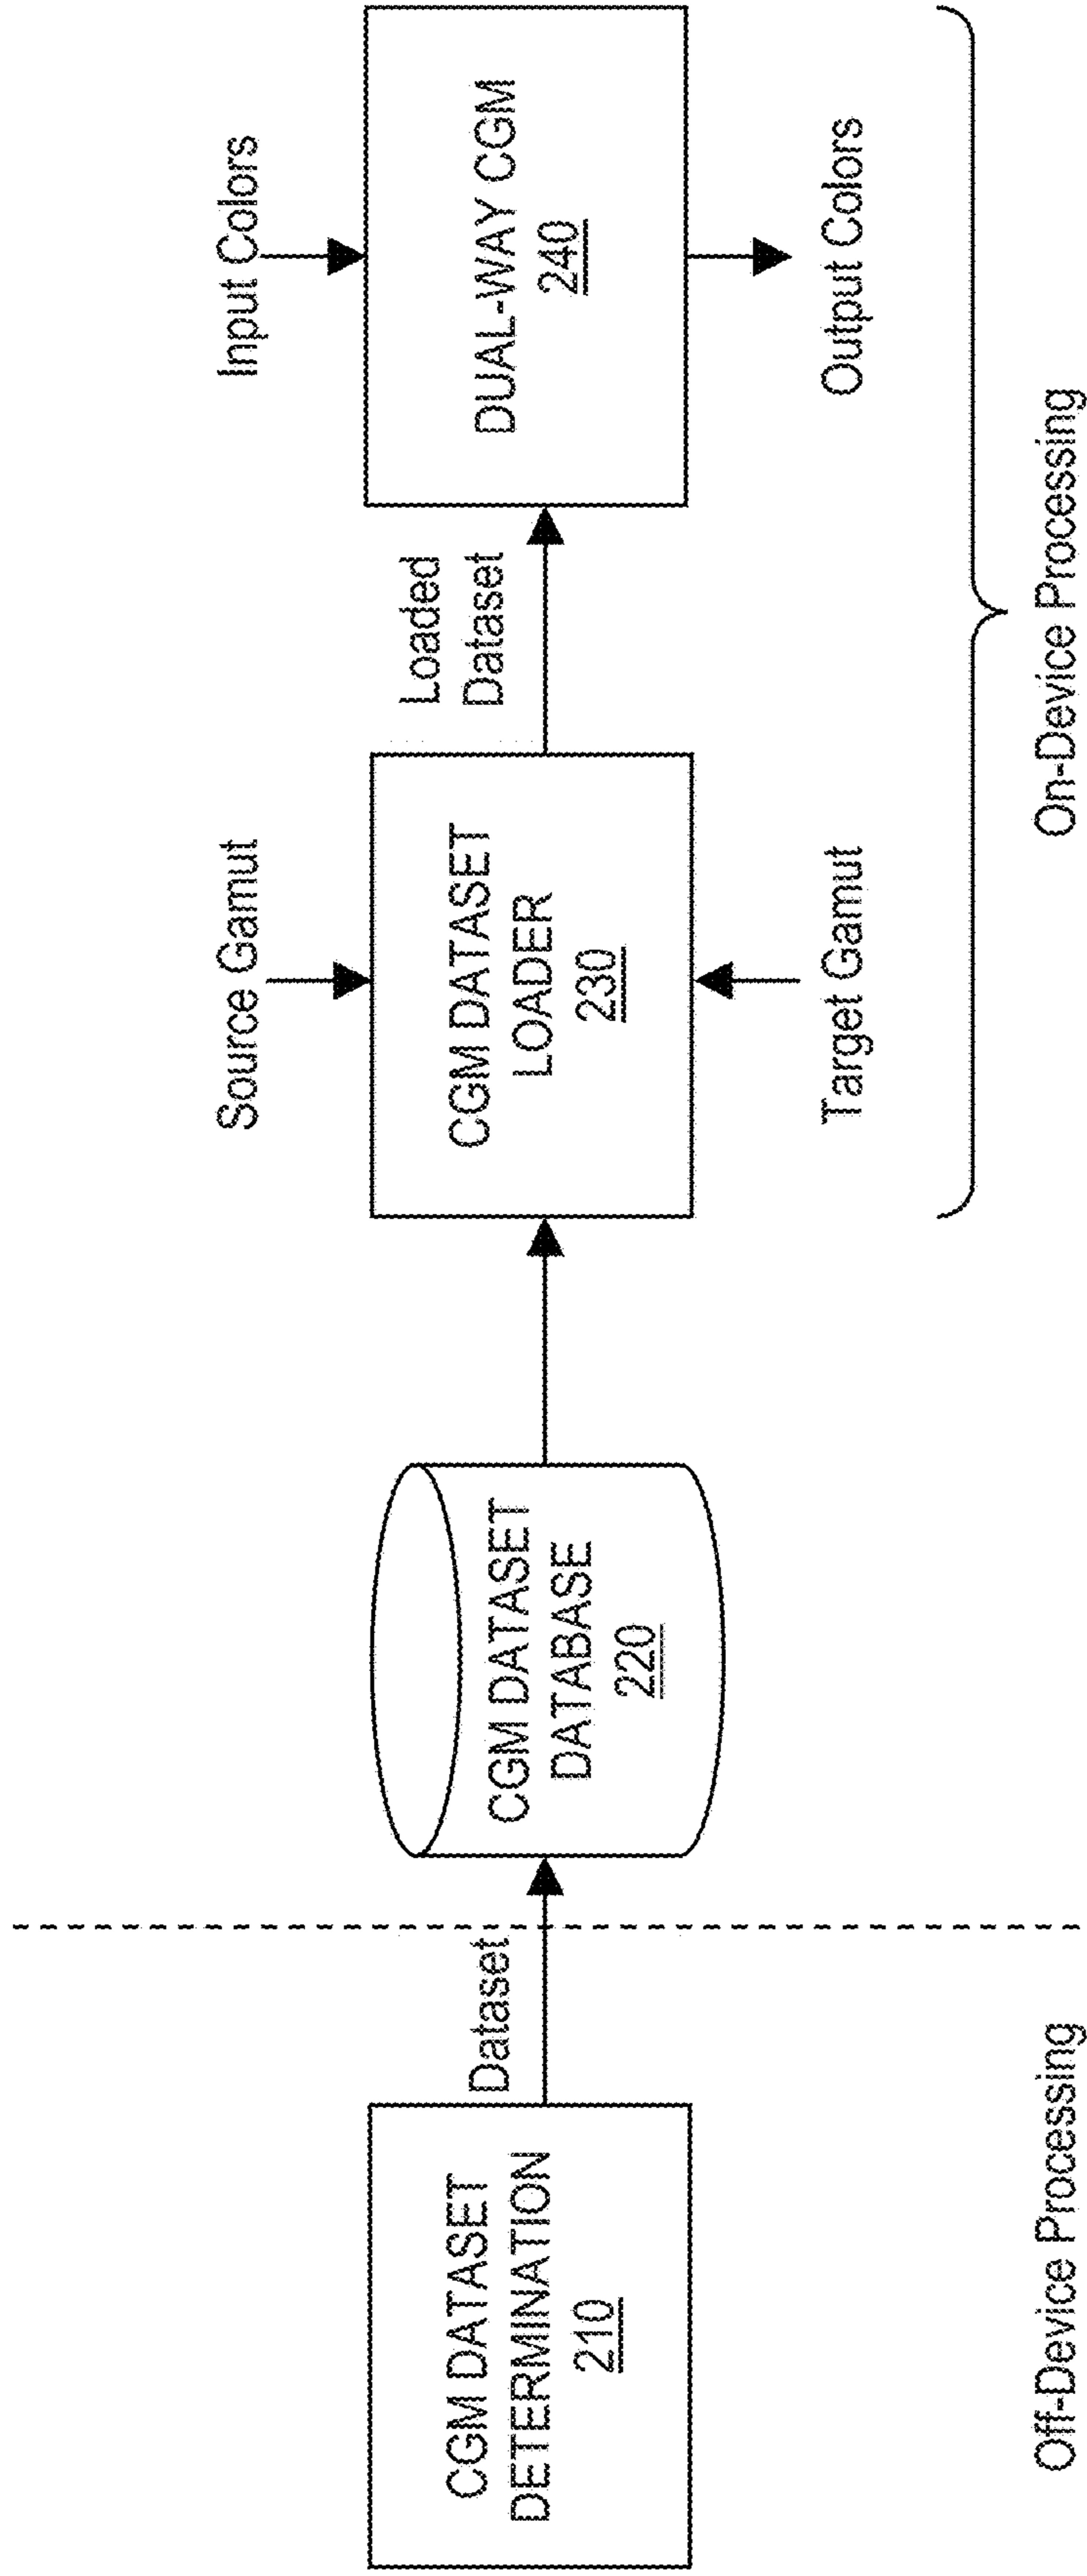 CGM DATASET
DETERMINATION
210
Dataset
CGM DATASET
DATABASE
220
Source Gamut
CGM DATASET
LOADER
230
Target Gamut
Loaded
Dataset
Input Colors
DUAL-WAY CGM
240
Output Colors
Off-Device Processing
On-Device Processing